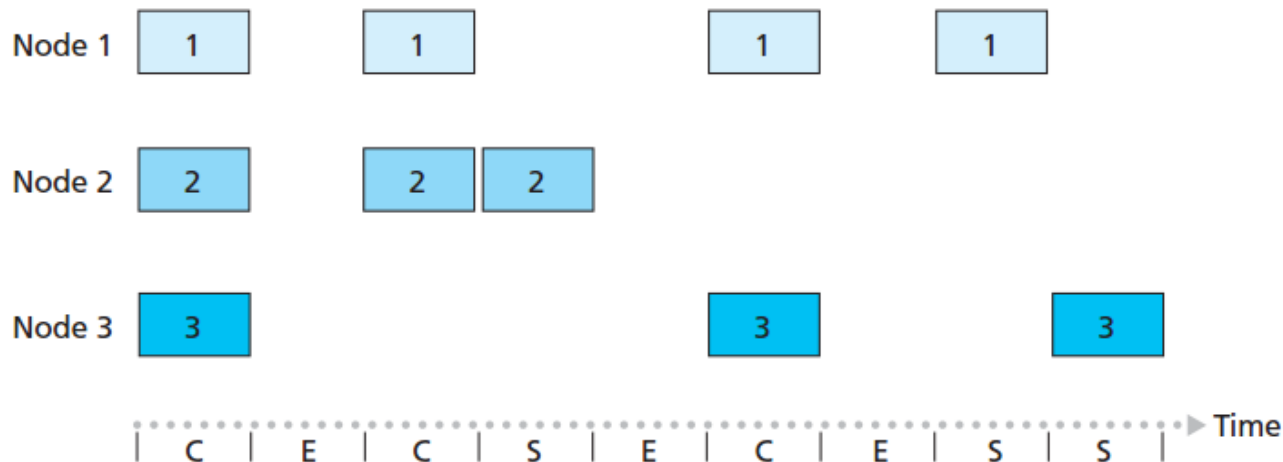 Node 1 1 1 1 1
Node 2 2 2 2
Node 3 3 3 3
Time
C E C S E C E S S